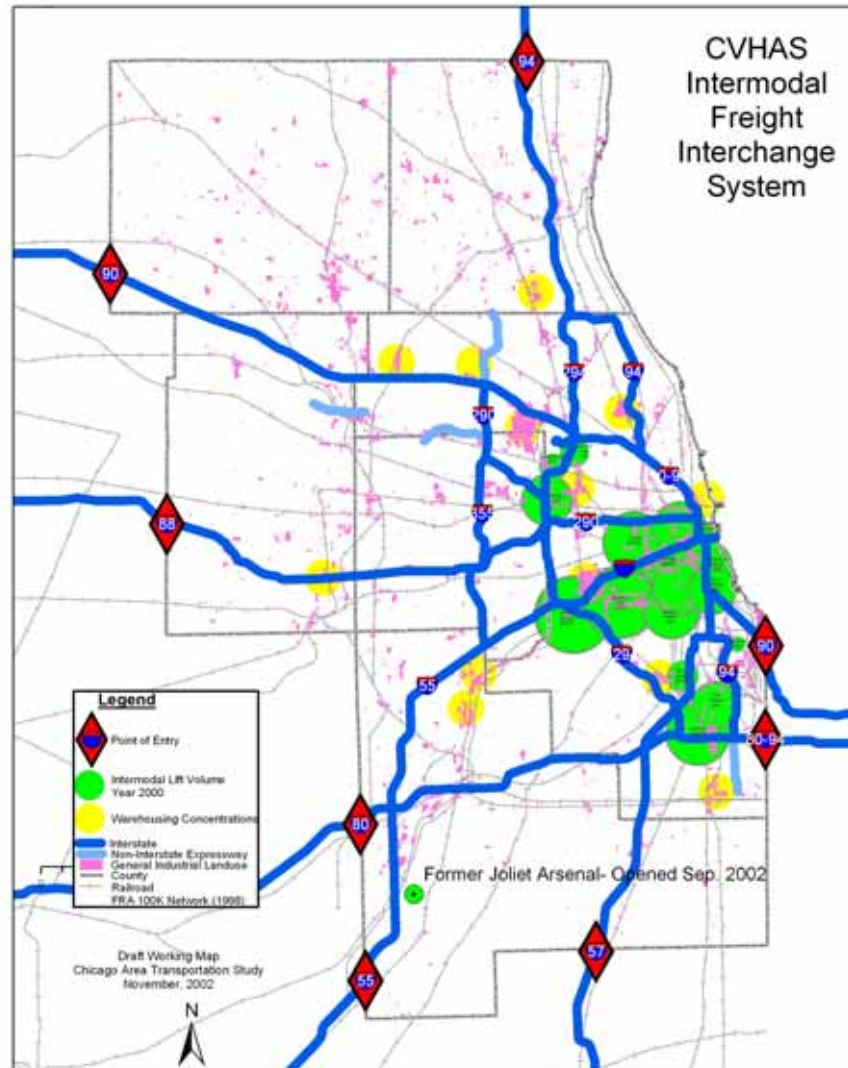 CVHAS
Intermodal
Freight
Interchange
System
94
90
294
94
290
355
290
88
90
29
94
55
80-94
80
Legend
Point of Entry
Intermodal Lift Volume
Year 2000
Warehousing Concentrations
Interstate
Non-Interstate Expressway
General Industrial Landuse
County
Railroad
FRA 100K Network (1998)
Former Joliet Arsenal- Opened Sep. 2002
57
55
Draft Working Map
Chicago Area Transportation Study
November, 2002
N